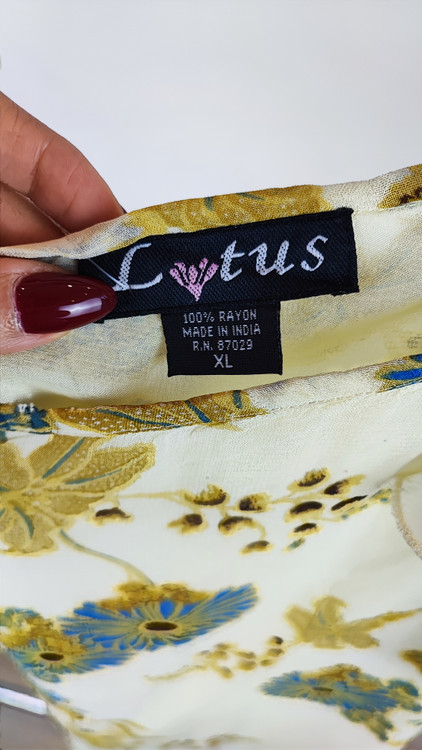 Lotus
100% RAYON
MADE IN INDIA
R.N. 87029
XL